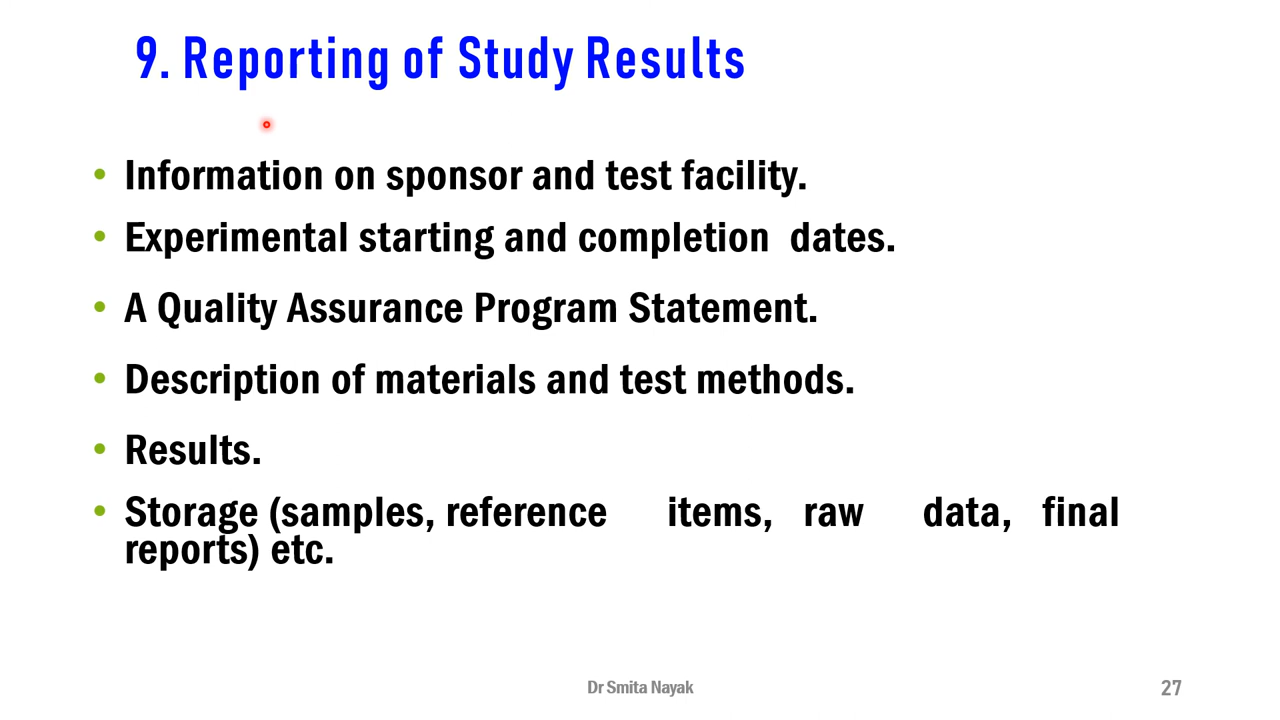 9. Reporting of Study Results
• Information on sponsor and test facility.
• Experimental starting and completion dates.
• A Quality Assurance Program Statement.
• Description of materials and test methods.
• Results.
• Storage (samples, reference items, raw data, final
reports) etc.
Dr Smita Nayak
27